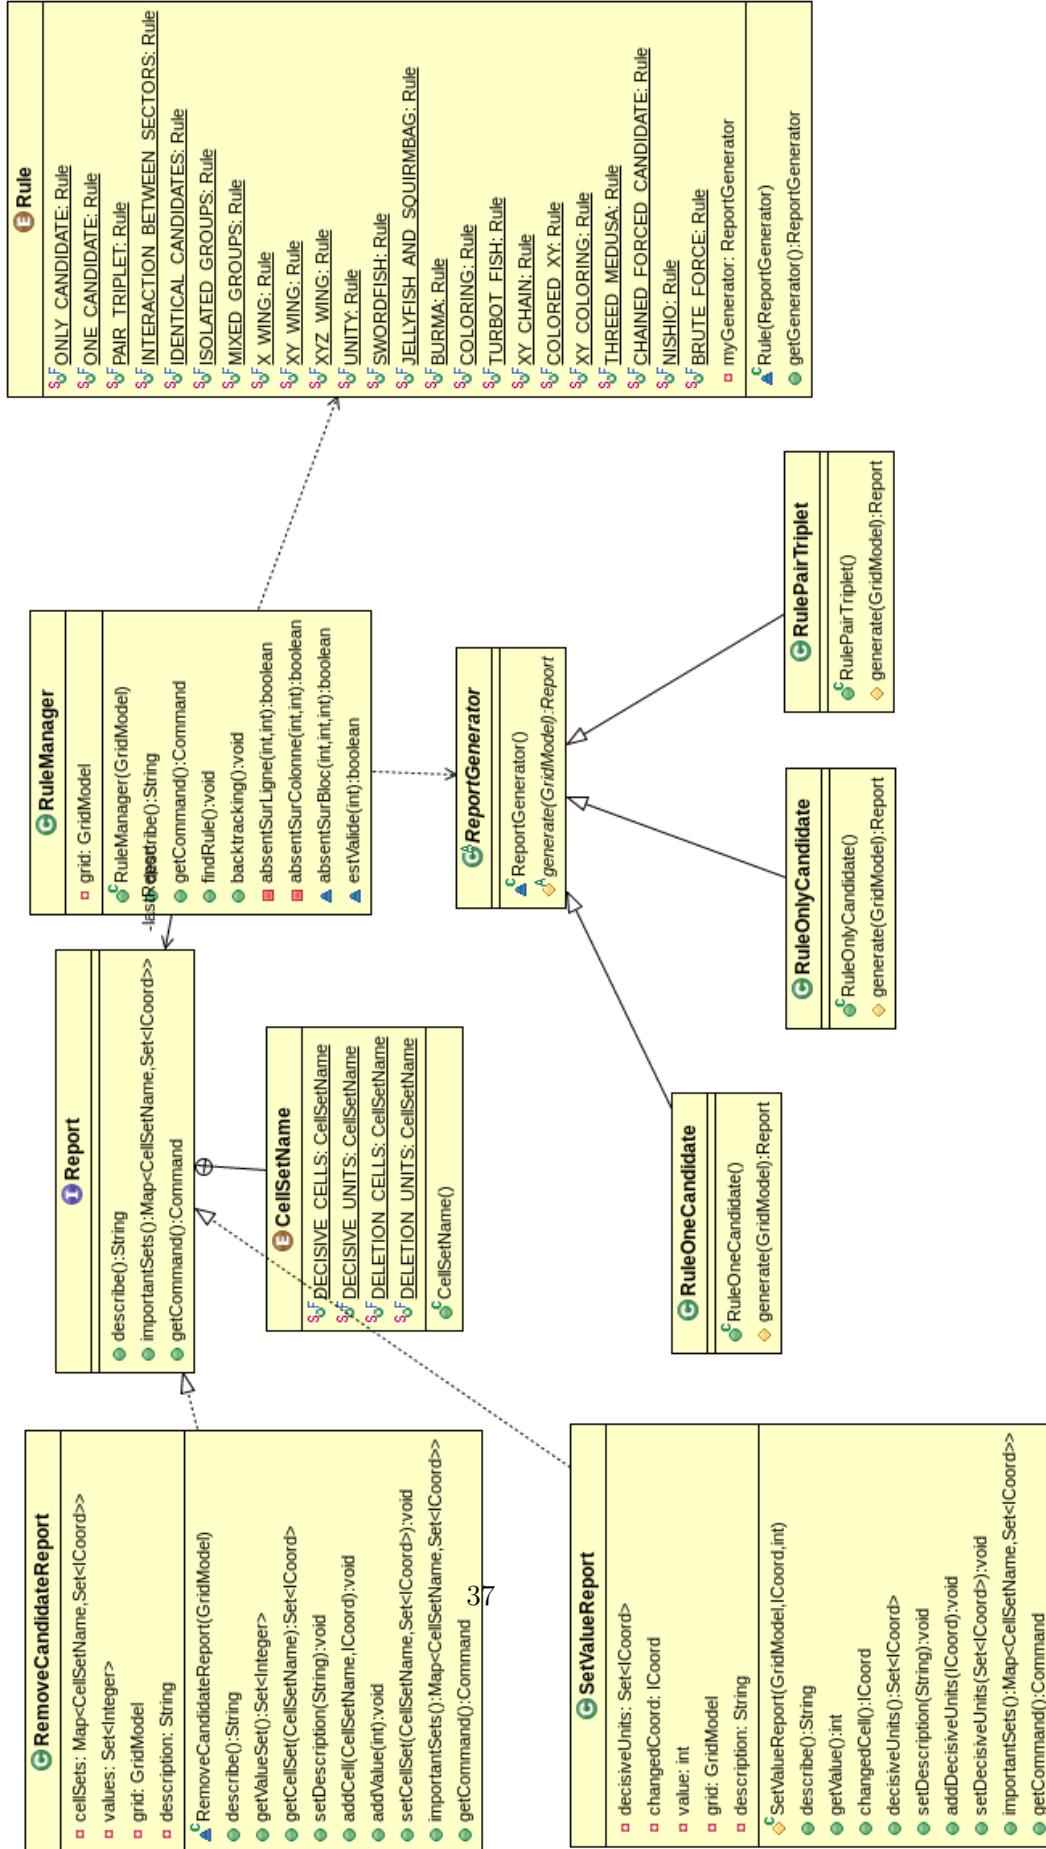 RemoveCandidateReport
cellSets: Map<CellSetName,Set<ICoord>>
values: Set<Integer>
grid: GridModel
description: String
RemoveCandidateReport(GridModel)
describe():String
getValueSet():Set<Integer>
getCellSet(CellSetName):Set<ICoord>
setDescription(String):void
addCell(CellSetName,ICoord):void
addValue(int):void
setCellSet(CellSetName,Set<ICoord>):void
importantSets():Map<CellSetName,Set<ICoord>>
getCommand():Command
SetValueReport
decisiveUnits: Set<ICoord>
changedCoord: ICoord
value: int
grid: GridModel
description: String
SetValueReport(GridModel,ICoord,int)
describe():String
getValue():int
changedCell():ICoord
decisiveUnits():Set<ICoord>
setDescription(String):void
addDecisiveUnits(ICoord):void
setDecisiveUnits(Set<ICoord>):void
importantSets():Map<CellSetName,Set<ICoord>>
getCommand():Command
Report
describe():String
importantSets():Map<CellSetName,Set<ICoord>>
getCommand():Command
CellSetName
DECISIVE_CELLS: CellSetName
DECISIVE_UNITS: CellSetName
DELETION_CELLS: CellSetName
DELETION_UNITS: CellSetName
CellSetName()
RuleOneCandidate
RuleOneCandidate()
generate(GridModel):Report
RuleManager
grid: GridModel
RuleManager(GridModel)
describe():String
-lastReport
getCommand():Command
findRule():void
backtracking():void
absentSurLigne(int,int):boolean
absentSurColonne(int,int):boolean
absentSurBloc(int,int,int):boolean
estValide(int):boolean
ReportGenerator
ReportGenerator()
generate(GridModel):Report
RuleOnlyCandidate
RuleOnlyCandidate()
generate(GridModel):Report
RulePairTriplet
RulePairTriplet()
generate(GridModel):Report
Rule
ONLY_CANDIDATE: Rule
ONE_CANDIDATE: Rule
PAIR_TRIPLET: Rule
INTERACTION_BETWEEN_SECTORS: Rule
IDENTICAL_CANDIDATES: Rule
ISOLATED_GROUPS: Rule
MIXED_GROUPS: Rule
X_WING: Rule
XY_WING: Rule
XYZ_WING: Rule
UNITY: Rule
SWORDFISH: Rule
JELLYFISH_AND_SQUIRMBAG: Rule
BURMA: Rule
COLORING: Rule
TURBOT_FISH: Rule
XY_CHAIN: Rule
COLORED_XY: Rule
XY_COLORING: Rule
THREED_MEDUSA: Rule
CHAINED_FORCED_CANDIDATE: Rule
NISHIO: Rule
BRUTE_FORCE: Rule
myGenerator: ReportGenerator
Rule(ReportGenerator)
getGenerator():ReportGenerator
37